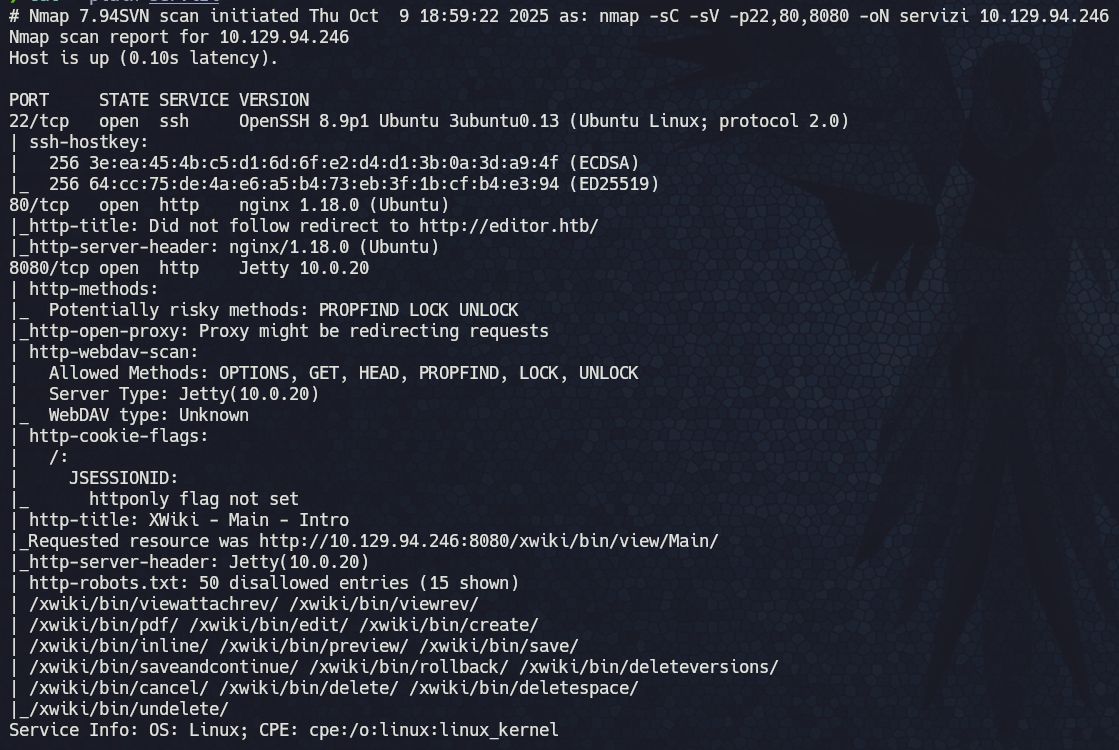 # Nmap 7.94SVN scan initiated Thu Oct  9 18:59:22 2025 as: nmap -sC -sV -p22,80,8080 -oN servizi 10.129.94.246
Nmap scan report for 10.129.94.246
Host is up (0.10s latency).

PORT     STATE SERVICE VERSION
22/tcp   open  ssh     OpenSSH 8.9p1 Ubuntu 3ubuntu0.13 (Ubuntu Linux; protocol 2.0)
| ssh-hostkey:
|   256 3e:ea:45:4b:c5:d1:6d:6f:e2:d4:d1:3b:0a:3d:a9:4f (ECDSA)
|_  256 64:cc:75:de:4a:e6:a5:b4:73:eb:3f:1b:cf:b4:e3:94 (ED25519)
80/tcp   open  http    nginx 1.18.0 (Ubuntu)
|_http-title: Did not follow redirect to http://editor.htb/
|_http-server-header: nginx/1.18.0 (Ubuntu)
8080/tcp open  http    Jetty 10.0.20
| http-methods:
|_  Potentially risky methods: PROPFIND LOCK UNLOCK
|_http-open-proxy: Proxy might be redirecting requests
| http-webdav-scan:
|   Allowed Methods: OPTIONS, GET, HEAD, PROPFIND, LOCK, UNLOCK
|   Server Type: Jetty(10.0.20)
|_  WebDAV type: Unknown
| http-cookie-flags:
|   /:
|     JSESSIONID:
|_      httponly flag not set
| http-title: XWiki - Main - Intro
|_Requested resource was http://10.129.94.246:8080/xwiki/bin/view/Main/
|_http-server-header: Jetty(10.0.20)
| http-robots.txt: 50 disallowed entries (15 shown)
| /xwiki/bin/viewattachrev/ /xwiki/bin/viewrev/
| /xwiki/bin/pdf/ /xwiki/bin/edit/ /xwiki/bin/create/
| /xwiki/bin/inline/ /xwiki/bin/preview/ /xwiki/bin/save/
| /xwiki/bin/saveandcontinue/ /xwiki/bin/rollback/ /xwiki/bin/deleteversions/
| /xwiki/bin/cancel/ /xwiki/bin/delete/ /xwiki/bin/deletespace/
|_/xwiki/bin/undelete/
Service Info: OS: Linux; CPE: cpe:/o:linux:linux_kernel